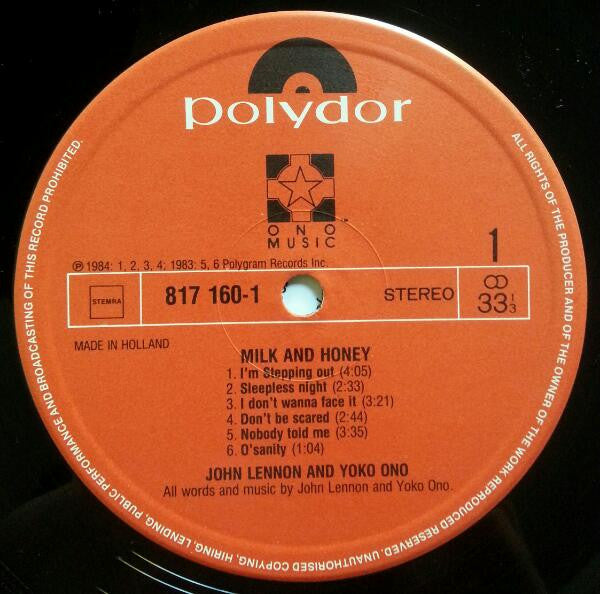 polydor
ONO
MUSIC ™
1
℗ 1984: 1, 2, 3, 4; 1983: 5, 6 Polygram Records Inc.
STEMRA
817 160-1
STEREO
33 1/3
MADE IN HOLLAND
MILK AND HONEY
1. I'm Stepping out (4:05)
2. Sleepless night (2:33)
3. I don't wanna face it (3:21)
4. Don't be scared (2:44)
5. Nobody told me (3:35)
6. O'sanity (1:04)
JOHN LENNON AND YOKO ONO
All words and music by John Lennon and Yoko Ono.
ALL RIGHTS OF THE PRODUCER AND OF THE OWNER OF THE WORK REPRODUCED RESERVED. UNAUTHORISED COPYING, HIRING, LENDING, PUBLIC PERFORMANCE AND BROADCASTING OF THIS RECORD PROHIBITED.